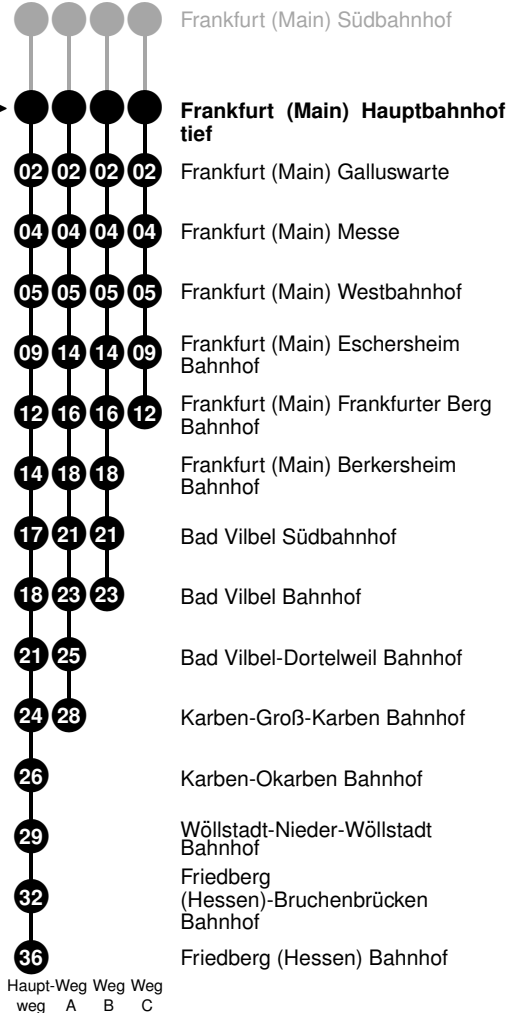 Frankfurt (Main) Südbahnhof
Frankfurt (Main) Hauptbahnhof
tief
02 02 02 02 Frankfurt (Main) Galluswarte
04 04 04 04 Frankfurt (Main) Messe
05 05 05 05 Frankfurt (Main) Westbahnhof
09 14 14 09 Frankfurt (Main) Eschersheim
Bahnhof
12 16 16 12 Frankfurt (Main) Frankfurter Berg
Bahnhof
14 18 18 Frankfurt (Main) Berkersheim
Bahnhof
17 21 21 Bad Vilbel Südbahnhof
18 23 23 Bad Vilbel Bahnhof
21 25 Bad Vilbel-Dortelweil Bahnhof
24 28 Karben-Groß-Karben Bahnhof
26 Karben-Okarben Bahnhof
29 Wöllstadt-Nieder-Wöllstadt
Bahnhof
32 Friedberg
(Hessen)-Bruchenbrücken
Bahnhof
36 Friedberg (Hessen) Bahnhof
Haupt-Weg Weg Weg
weg A B C